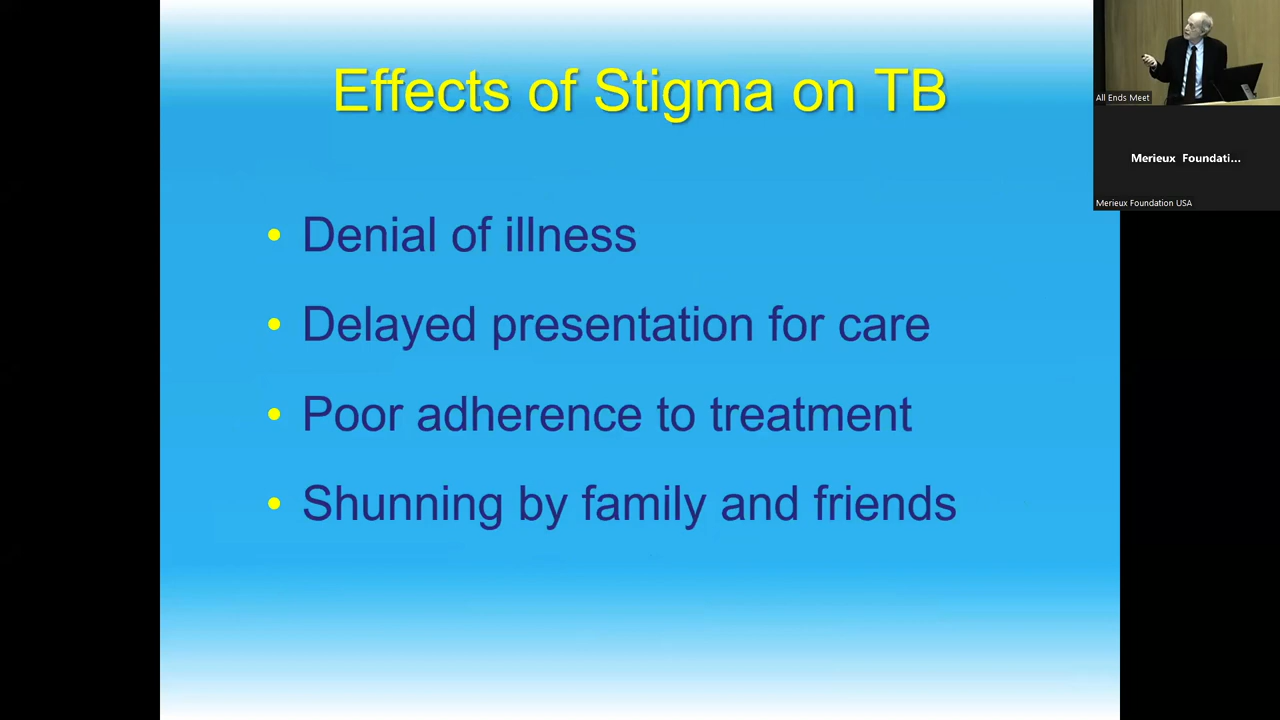 Effects of Stigma on TB
• Denial of illness
• Delayed presentation for care
• Poor adherence to treatment
• Shunning by family and friends
All Ends Meet
Merieux Foundati...
Merieux Foundation USA